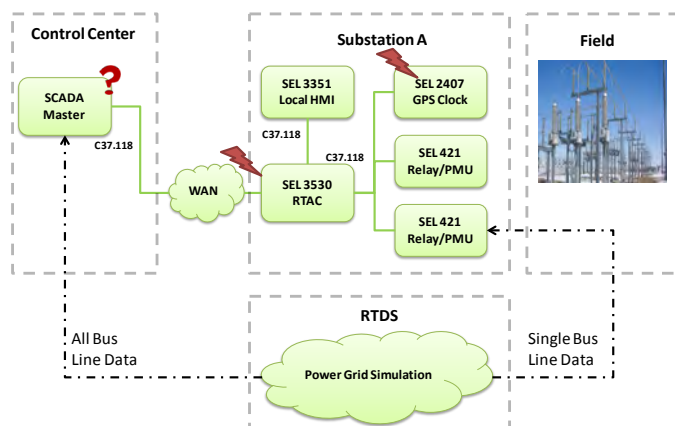 Control Center
Substation A
Field
?
SCADA
Master
SEL 3351
Local HMI
SEL 2407
GPS Clock
C37.118
C37.118
C37.118
SEL 421
Relay/PMU
WAN
SEL 3530
RTAC
SEL 421
Relay/PMU
RTDS
All Bus
Line Data
Single Bus
Line Data
Power Grid Simulation